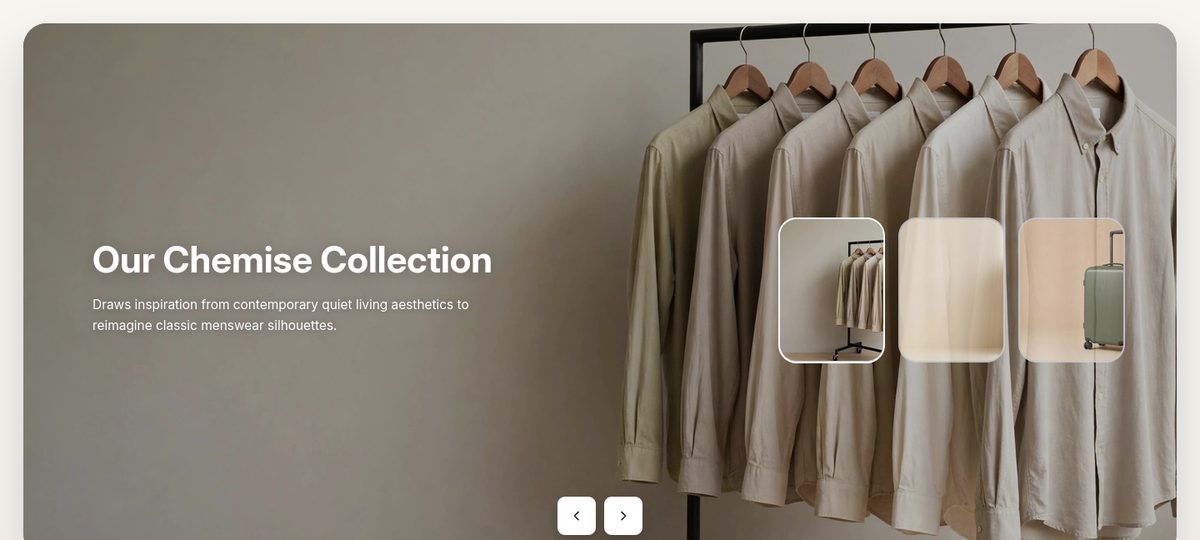 Our Chemise Collection
Draws inspiration from contemporary quiet living aesthetics to
reimagine classic menswear silhouettes.